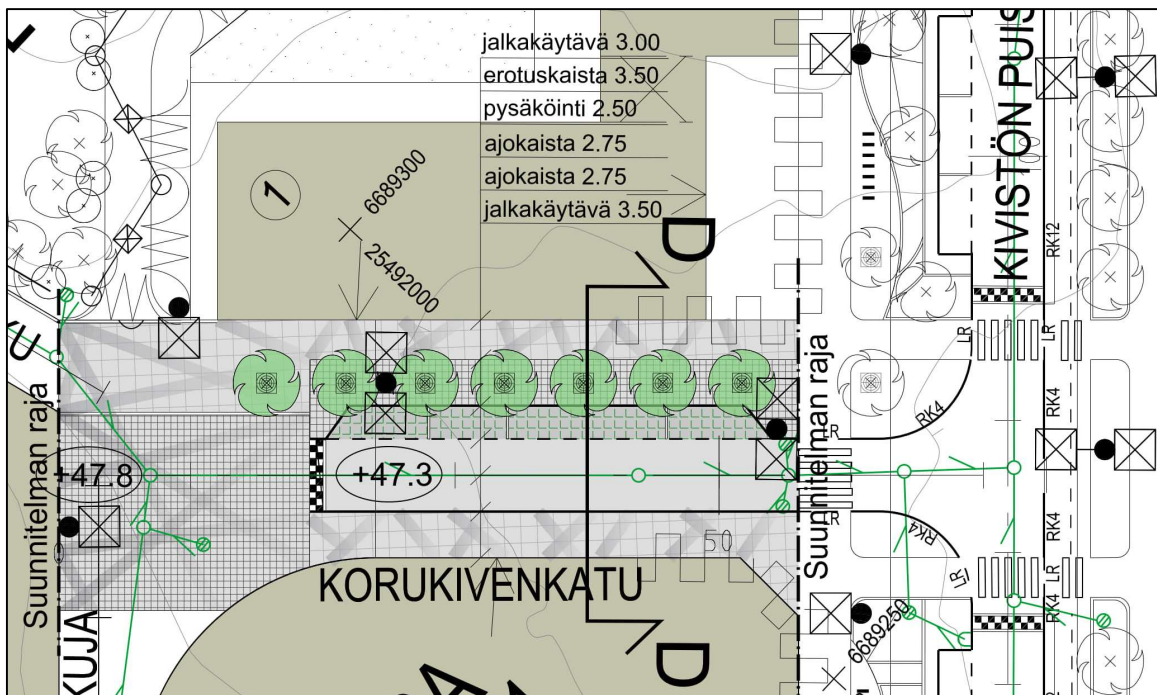 jalkakäytävä 3.00
erotuskaista 3.50
pysäköinti 2.50
ajokaista 2.75
ajokaista 2.75
jalkakäytävä 3.50
1
6689300
25492000
D
KIVISTÖN PUIS
RK12
LR
LR
RK4
RK4
Suunnitelman raja
Suunnitelman raja
+47.8
+47.3
LR
LR
RK4
RK4
50
KORUKIVENKATU
LR
LR
RK4
6689250
KUJA
D